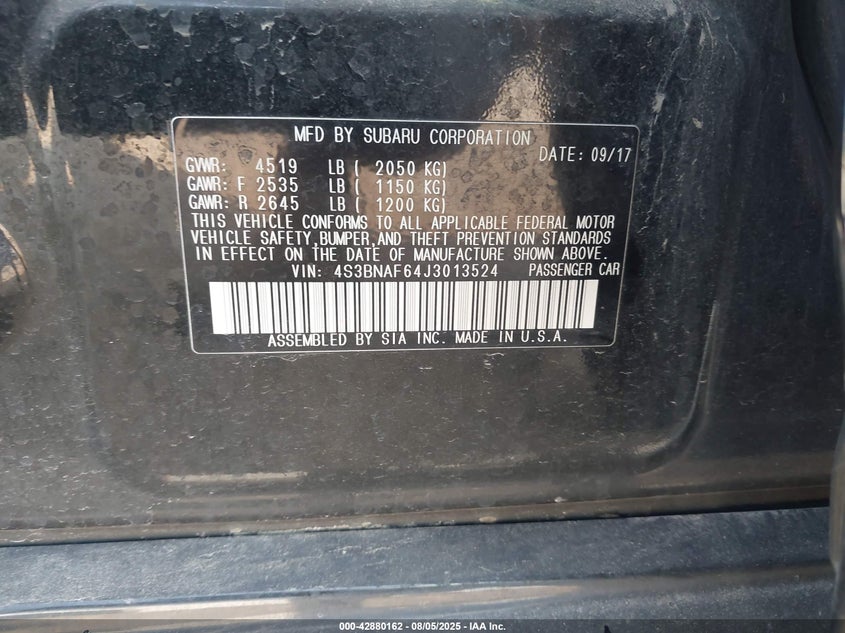 MFD BY SUBARU CORPORATION
DATE: 09/17
GVWR: 4519 LB ( 2050 KG)
GAWR: F 2535 LB ( 1150 KG)
GAWR: R 2645 LB ( 1200 KG)
THIS VEHICLE CONFORMS TO ALL APPLICABLE FEDERAL MOTOR
VEHICLE SAFETY,BUMPER,AND THEFT PREVENTION STANDARDS
IN EFFECT ON THE DATE OF MANUFACTURE SHOWN ABOVE.
VIN: 4S3BNAF64J3013524 PASSENGER CAR
ASSEMBLED BY SIA INC. MADE IN U.S.A.
000-42880162 - 08/05/2025 - IAA Inc.